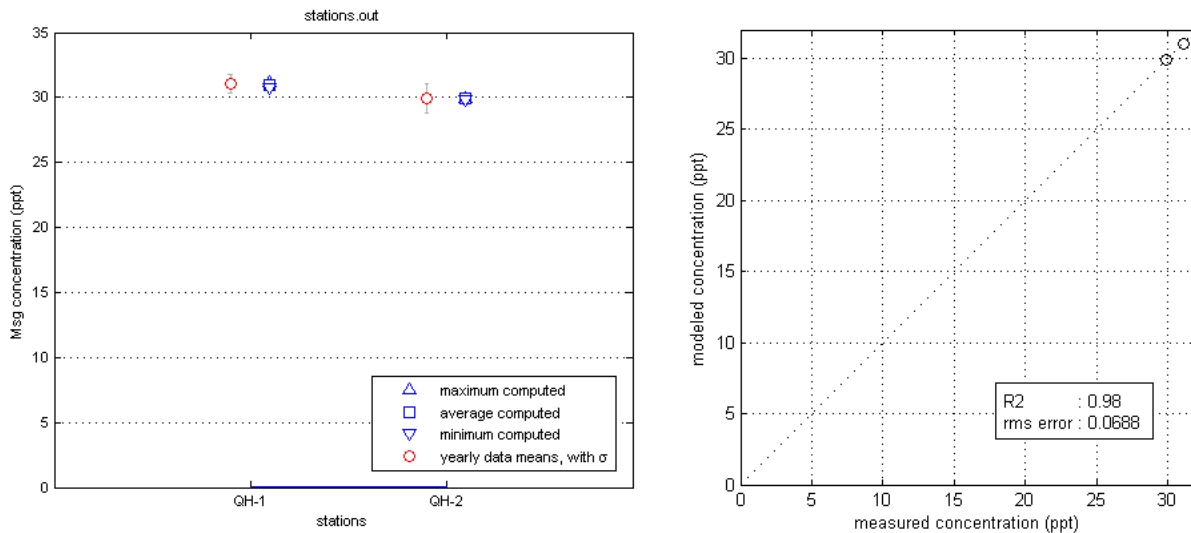 stations.out
35
30
25
20
15
10
5
0
Msg concentration (ppt)
maximum computed
average computed
minimum computed
yearly data means, with σ
QH-1
QH-2
stations
30
25
20
15
10
5
0
modeled concentration (ppt)
R2 : 0.98
rms error : 0.0688
0 5 10 15 20 25 30
measured concentration (ppt)